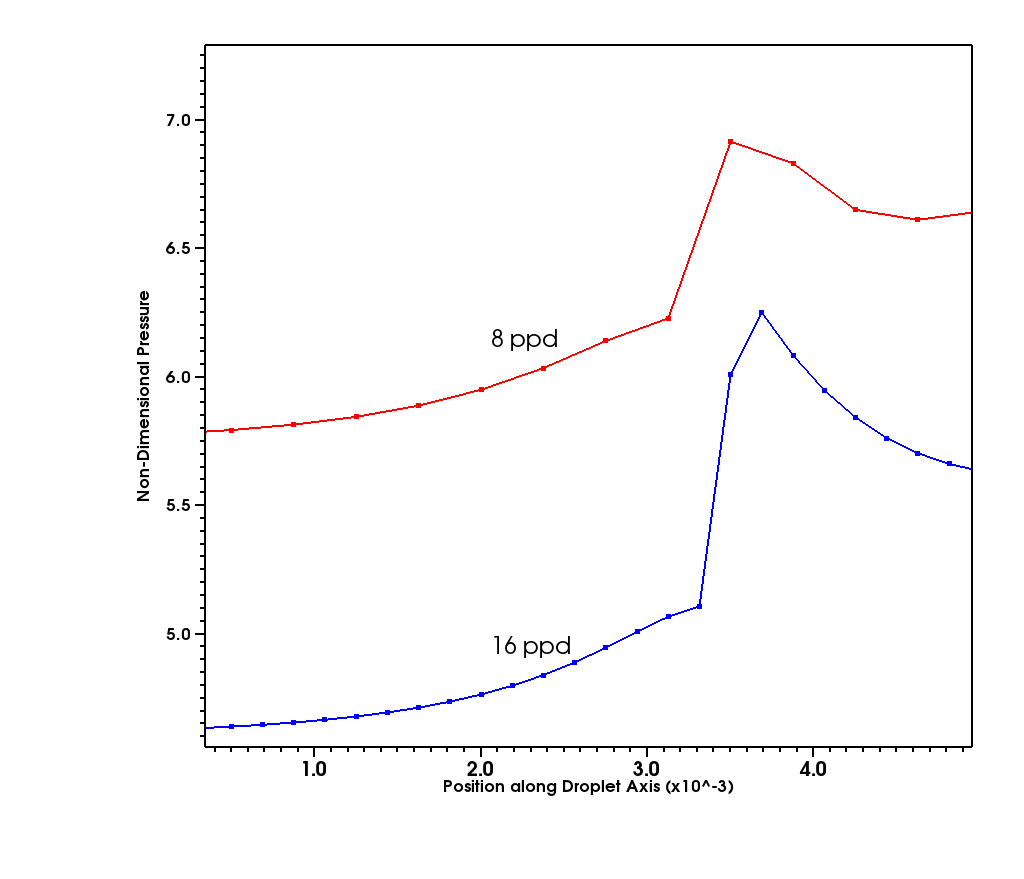 7.0
6.5
8 ppd
6.0
Non-Dimensional Pressure
5.5
5.0
16 ppd
1.0 2.0 3.0 4.0
Position along Droplet Axis (x10^-3)